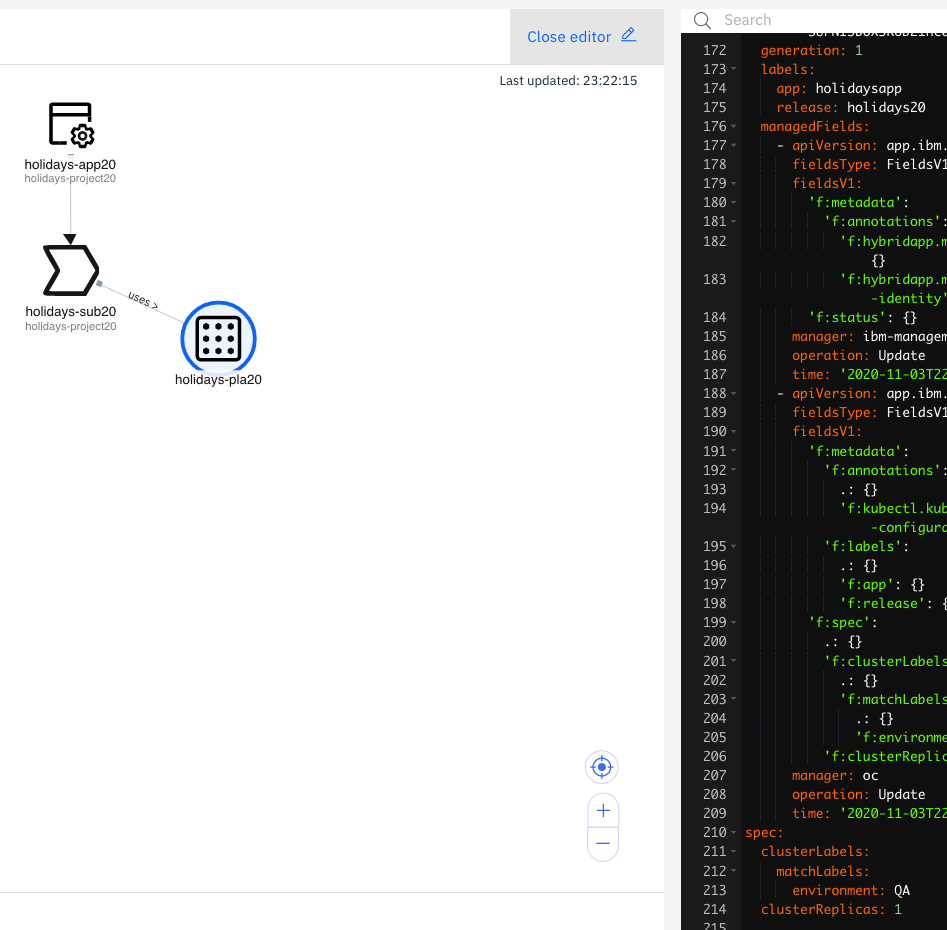 Close editor
Last updated: 23:22:15
holidays-app20
holidays-project20
holidays-sub20
holidays-project20
uses >
holidays-pla20
+
−
Search
172 generation: 1
173 labels:
174 app: holidaysapp
175 release: holidays20
176 managedFields:
177 - apiVersion: app.ibm.
178 fieldsType: FieldsV1
179 fieldsV1:
180 'f:metadata':
181 'f:annotations':
182 'f:hybridapp.m
{}
183 'f:hybridapp.m
-identity'
184 'f:status': {}
185 manager: ibm-managem
186 operation: Update
187 time: '2020-11-03T22
188 - apiVersion: app.ibm.
189 fieldsType: FieldsV1
190 fieldsV1:
191 'f:metadata':
192 'f:annotations':
193 .: {}
194 'f:kubectl.kub
-configura
195 'f:labels':
196 .: {}
197 'f:app': {}
198 'f:release': {
199 'f:spec':
200 .: {}
201 'f:clusterLabels
202 .: {}
203 'f:matchLabels
204 .: {}
205 'f:environme
206 'f:clusterReplic
207 manager: oc
208 operation: Update
209 time: '2020-11-03T22
210 spec:
211 clusterLabels:
212 matchLabels:
213 environment: QA
214 clusterReplicas: 1
215